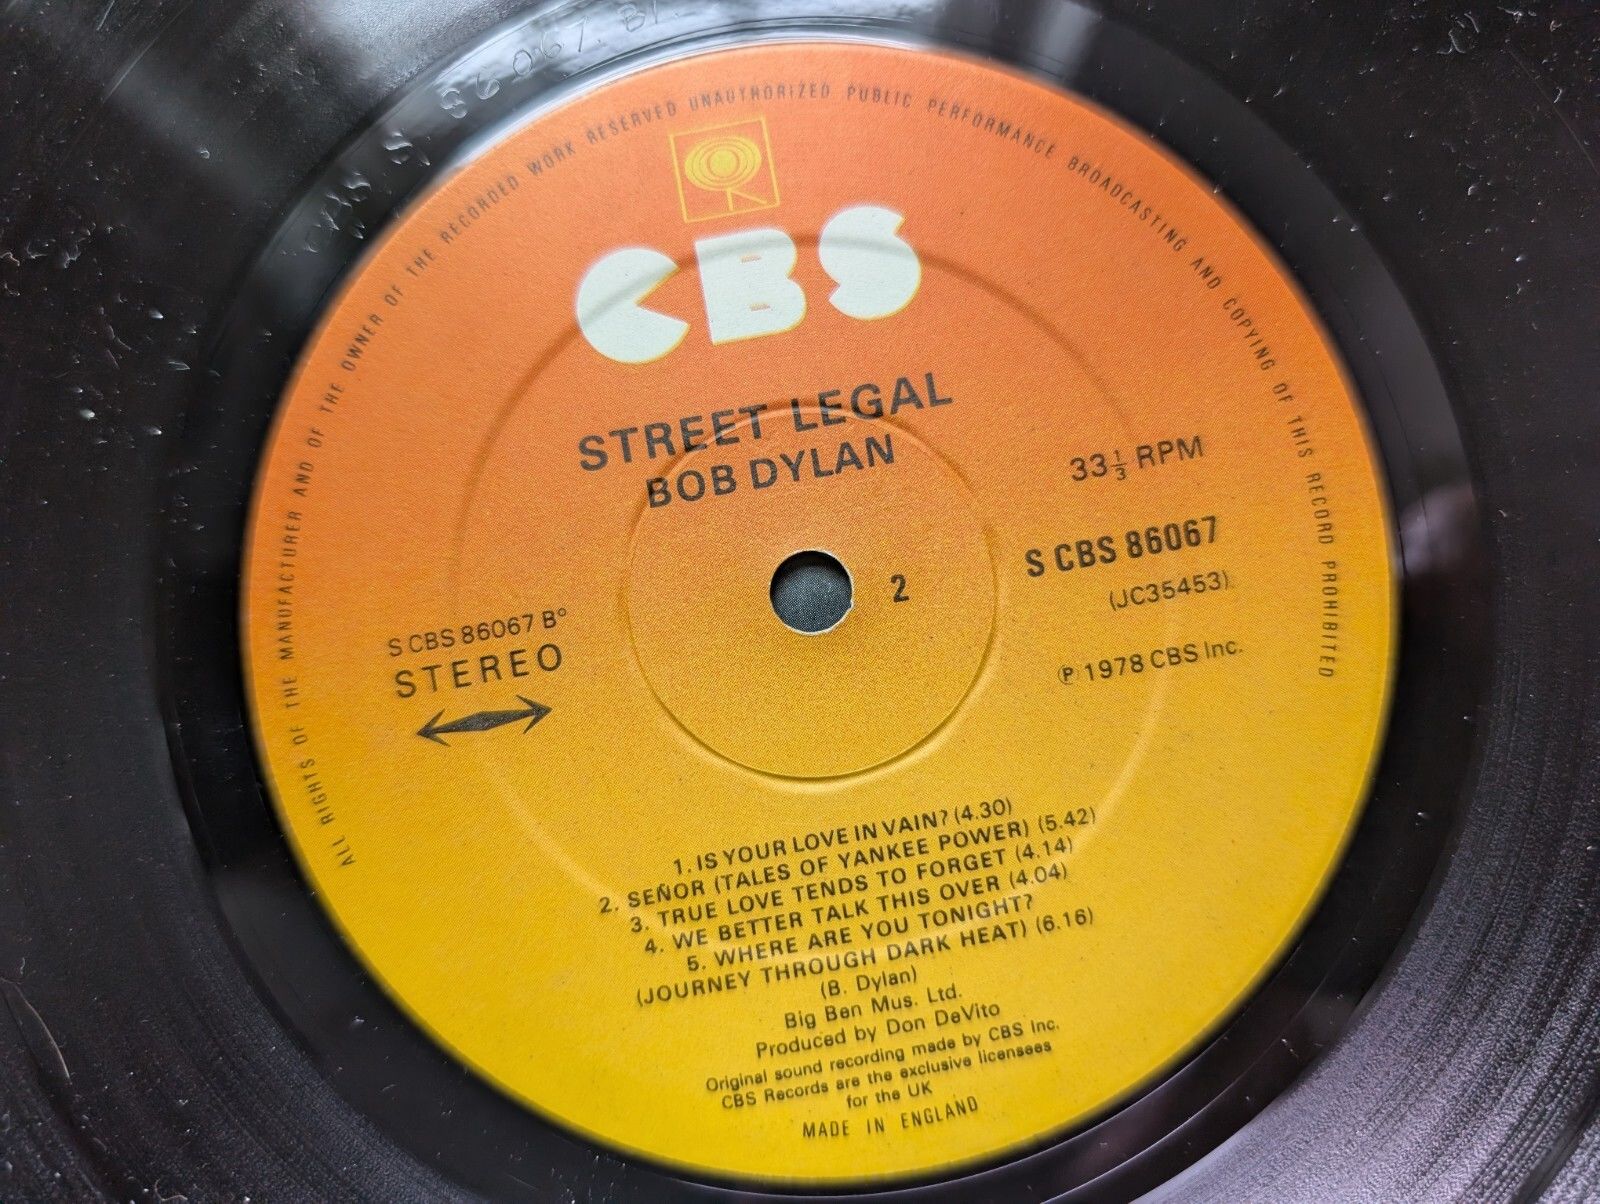 S 86067. B1.
ALL RIGHTS OF THE MANUFACTURER AND OF THE OWNER OF THE RECORDED WORK RESERVED UNAUTHORIZED PUBLIC PERFORMANCE BROADCASTING AND COPYING OF THIS RECORD PROHIBITED
CBS
STREET LEGAL
BOB DYLAN
33 1/3 RPM
S CBS 86067
(JC35453)
℗ 1978 CBS Inc.
2
S CBS 86067 B°
STEREO
1. IS YOUR LOVE IN VAIN? (4.30)
2. SEÑOR (TALES OF YANKEE POWER) (5.42)
3. TRUE LOVE TENDS TO FORGET (4.14)
4. WE BETTER TALK THIS OVER (4.04)
5. WHERE ARE YOU TONIGHT?
(JOURNEY THROUGH DARK HEAT) (6.16)
(B. Dylan)
Big Ben Mus. Ltd.
Produced by Don DeVito
Original sound recording made by CBS Inc.
CBS Records are the exclusive licensees
for the UK
MADE IN ENGLAND